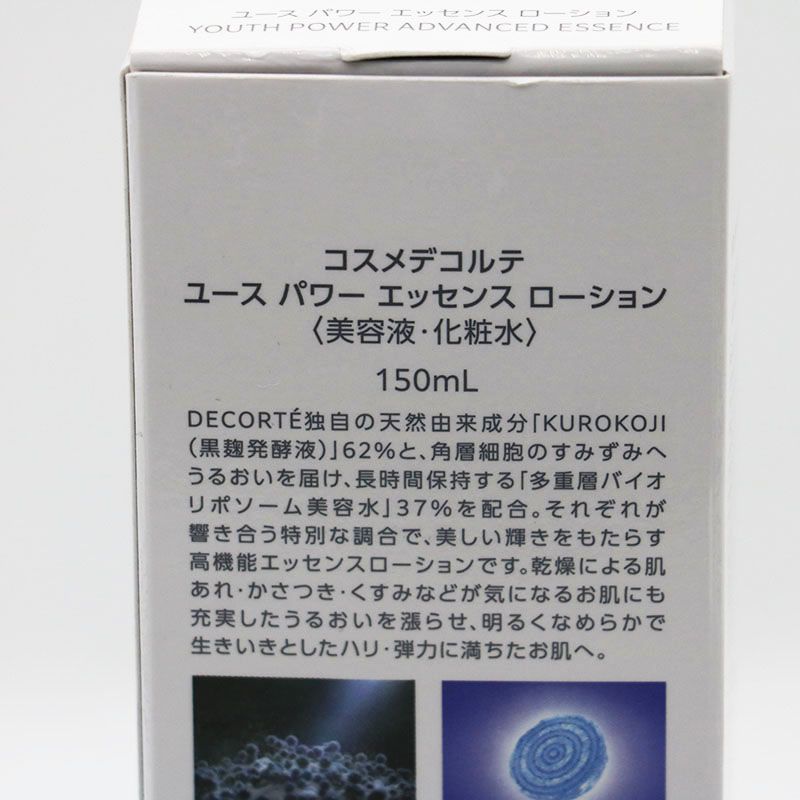 ユース パワー エッセンス ローション
YOUTH POWER ADVANCED ESSENCE
コスメデコルテ
ユース パワー エッセンス ローション
〈美容液・化粧水〉
150mL
DECORTÉ独自の天然由来成分「KUROKOJI
（黒麹発酵液）」62%と、角層細胞のすみずみへ
うるおいを届け、長時間保持する「多重層バイオ
リポソーム美容水」37%を配合。それぞれが
響き合う特別な調合で、美しい輝きをもたらす
高機能エッセンスローションです。乾燥による肌
あれ・かさつき・くすみなどが気になるお肌にも
充実したうるおいを漲らせ、明るくなめらかで
生きいきとしたハリ・弾力に満ちたお肌へ。